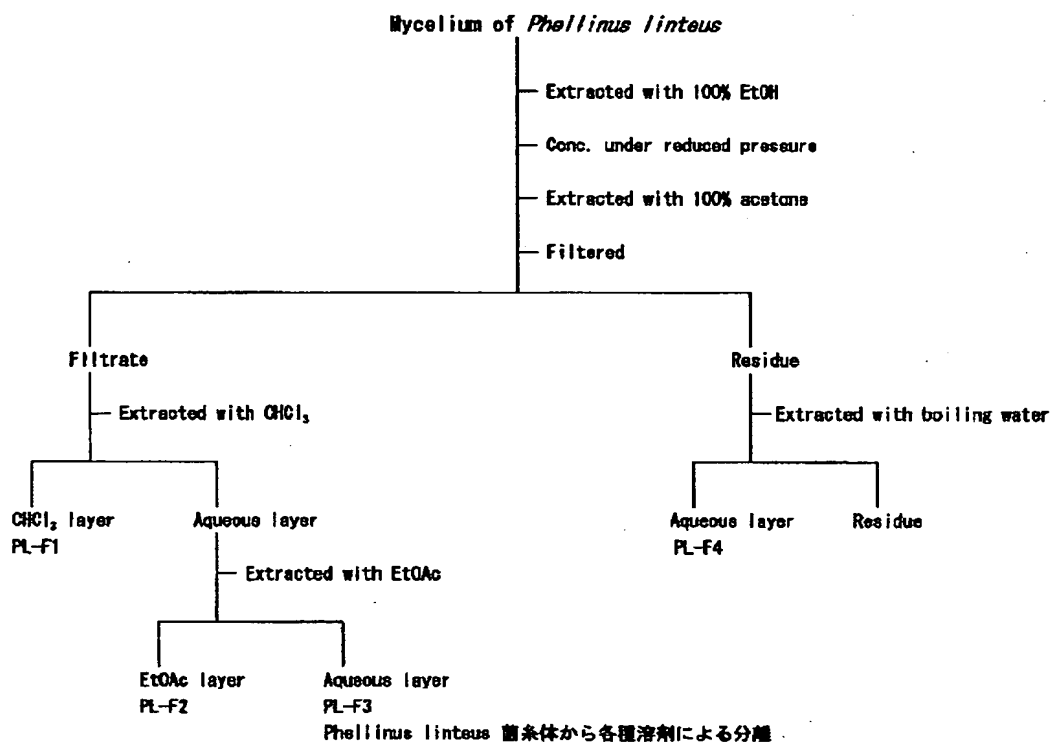 Mycelium of Phellinus linteus
Extracted with 100% EtOH
Conc. under reduced pressure
Extracted with 100% acetone
Filtered
Filtrate
Residue
Extracted with CHCl₃
Extracted with boiling water
CHCl₃ layer
PL-F1
Aqueous layer
Aqueous layer
PL-F4
Residue
Extracted with EtOAc
EtOAc layer
PL-F2
Aqueous layer
PL-F3
Phellinus linteus 菌糸体から各種溶剤による分離